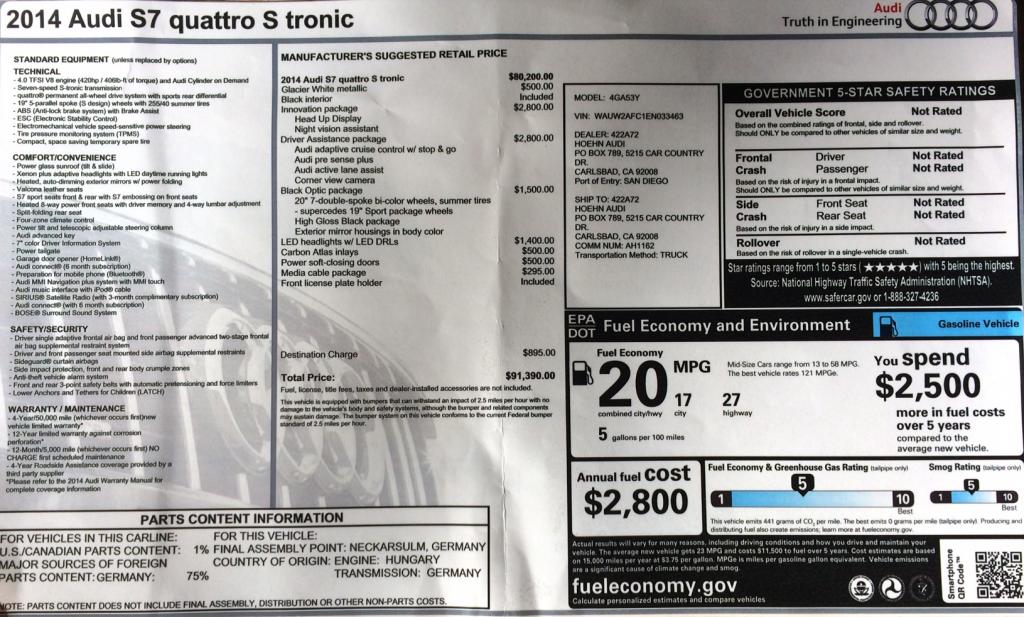 2014 Audi S7 quattro S tronic
Audi
Truth in Engineering
STANDARD EQUIPMENT (unless replaced by options)
TECHNICAL
- 4.0 TFSI V8 engine (420hp / 406lb-ft of torque) and Audi Cylinder on Demand
- Seven-speed S-tronic transmission
- quattro® permanent all-wheel drive system with sport rear differential
- 19" 5-parallel spoke (S design) wheels with 255/40 summer tires
- ABS (Anti-lock brake system) with Brake Assist
- ESC (Electronic Stability Control)
- Electromechanical vehicle speed-sensitive power steering
- Tire pressure monitoring system (TPMS)
- Compact, space saving temporary spare tire
COMFORT/CONVENIENCE
- Power glass sunroof (tilt & slide)
- Xenon plus adaptive headlights with LED daytime running lights
- Heated, auto-dimming exterior mirrors w/ power folding
- Valcona leather seats
- S7 sport seats front & rear with S7 embossing on front seats
- Heated 8-way power front seats with driver memory and 4-way lumbar adjustment
- Split-folding rear seat
- Four-zone climate control
- Power tilt and telescopic adjustable steering column
- Audi advanced key
- 7" color Driver Information System
- Power tailgate
- Garage door opener (HomeLink®)
- Audi connect® (6 month subscription)
- Preparation for mobile phone (Bluetooth®)
- Audi MMI Navigation plus system with MMI touch
- Audi music interface with iPod® cable
- SIRIUS® Satellite Radio (with 3-month complimentary subscription)
- Audi connect® (with 6 month subscription)
- BOSE® Surround Sound System
SAFETY/SECURITY
- Driver single adaptive frontal air bag and front passenger advanced two-stage frontal
air bag supplemental restraint system
- Driver and front passenger seat mounted side airbag supplemental restraints
- Sideguard® curtain airbags
- Side impact protection, front and rear body crumple zones
- Anti-theft vehicle alarm system
- Front and rear 3-point safety belts with automatic pretensioning and force limiters
- Lower Anchors and Tethers for Children (LATCH)
WARRANTY / MAINTENANCE
- 4-Year/50,000 mile (whichever occurs first)new
vehicle limited warranty*
- 12-Year limited warranty against corrosion
perforation*
- 12-Month/5,000 mile (whichever occurs first) NO
CHARGE first scheduled maintenance
- 4-Year Roadside Assistance coverage provided by a
third party supplier
*Please refer to the 2014 Audi Warranty Manual for
complete coverage information
MANUFACTURER'S SUGGESTED RETAIL PRICE
2014 Audi S7 quattro S tronic $80,200.00
Glacier White metallic $500.00
Black interior Included
Innovation package $2,800.00
Head Up Display
Night vision assistant
Driver Assistance package $2,800.00
Audi adaptive cruise control w/ stop & go
Audi pre sense plus
Audi active lane assist
Corner view camera
Black Optic package $1,500.00
20" 7-double-spoke bi-color wheels, summer tires
- supercedes 19" Sport package wheels
High Gloss Black package
Exterior mirror housings in body color
LED headlights w/ LED DRLs $1,400.00
Carbon Atlas inlays $500.00
Power soft-closing doors $500.00
Media cable package $295.00
Front license plate holder Included
Destination Charge $895.00
Total Price: $91,390.00
Fuel, license, title fees, taxes and dealer-installed accessories are not included.
This vehicle is equipped with bumpers that can withstand an impact of 2.5 miles per hour with no
damage to the vehicle's body and safety systems, although the bumper and related components
may sustain damage. The bumper system on this vehicle conforms to the current Federal bumper
standard of 2.5 miles per hour.
MODEL: 4GA53Y
VIN: WAUW2AFC1EN033463
DEALER: 422A72
HOEHN AUDI
PO BOX 789, 5215 CAR COUNTRY
DR.
CARLSBAD, CA 92008
Port of Entry: SAN DIEGO
SHIP TO: 422A72
HOEHN AUDI
PO BOX 789, 5215 CAR COUNTRY
DR.
CARLSBAD, CA 92008
COMM NUM: AH1162
Transportation Method: TRUCK
GOVERNMENT 5-STAR SAFETY RATINGS
Overall Vehicle Score Not Rated
Based on the combined ratings of frontal, side and rollover.
Should ONLY be compared to other vehicles of similar size and weight.
Frontal Driver Not Rated
Crash Passenger Not Rated
Based on the risk of injury in a frontal impact.
Should ONLY be compared to other vehicles of similar size and weight.
Side Front Seat Not Rated
Crash Rear Seat Not Rated
Based on the risk of injury in a side impact.
Rollover Not Rated
Based on the risk of rollover in a single-vehicle crash.
Star ratings range from 1 to 5 stars (★★★★★) with 5 being the highest.
Source: National Highway Traffic Safety Administration (NHTSA).
www.safercar.gov or 1-888-327-4236
EPA
DOT Fuel Economy and Environment
Gasoline Vehicle
Fuel Economy
20 MPG
combined city/hwy
17 city
27 highway
5 gallons per 100 miles
Mid-Size Cars range from 13 to 58 MPG.
The best vehicle rates 121 MPGe.
You spend
$2,500
more in fuel costs
over 5 years
compared to the
average new vehicle.
Annual fuel cost
$2,800
Fuel Economy & Greenhouse Gas Rating (tailpipe only)
1 5 10
Best
Smog Rating (tailpipe only)
1 5 10
Best
This vehicle emits 441 grams of CO2 per mile. The best emits 0 grams per mile (tailpipe only). Producing and
distributing fuel also create emissions; learn more at fueleconomy.gov.
Actual results will vary for many reasons, including driving conditions and how you drive and maintain your
vehicle. The average new vehicle gets 23 MPG and costs $11,500 to fuel over 5 years. Cost estimates are based
on 15,000 miles per year at $3.75 per gallon. MPGe is miles per gasoline gallon equivalent. Vehicle emissions
are a significant cause of climate change and smog.
fueleconomy.gov
Calculate personalized estimates and compare vehicles
Smartphone
QR Code™
PARTS CONTENT INFORMATION
FOR VEHICLES IN THIS CARLINE:
U.S./CANADIAN PARTS CONTENT: 1%
MAJOR SOURCES OF FOREIGN
PARTS CONTENT: GERMANY: 75%
FOR THIS VEHICLE:
FINAL ASSEMBLY POINT: NECKARSULM, GERMANY
COUNTRY OF ORIGIN: ENGINE: HUNGARY
TRANSMISSION: GERMANY
NOTE: PARTS CONTENT DOES NOT INCLUDE FINAL ASSEMBLY, DISTRIBUTION OR OTHER NON-PARTS COSTS.